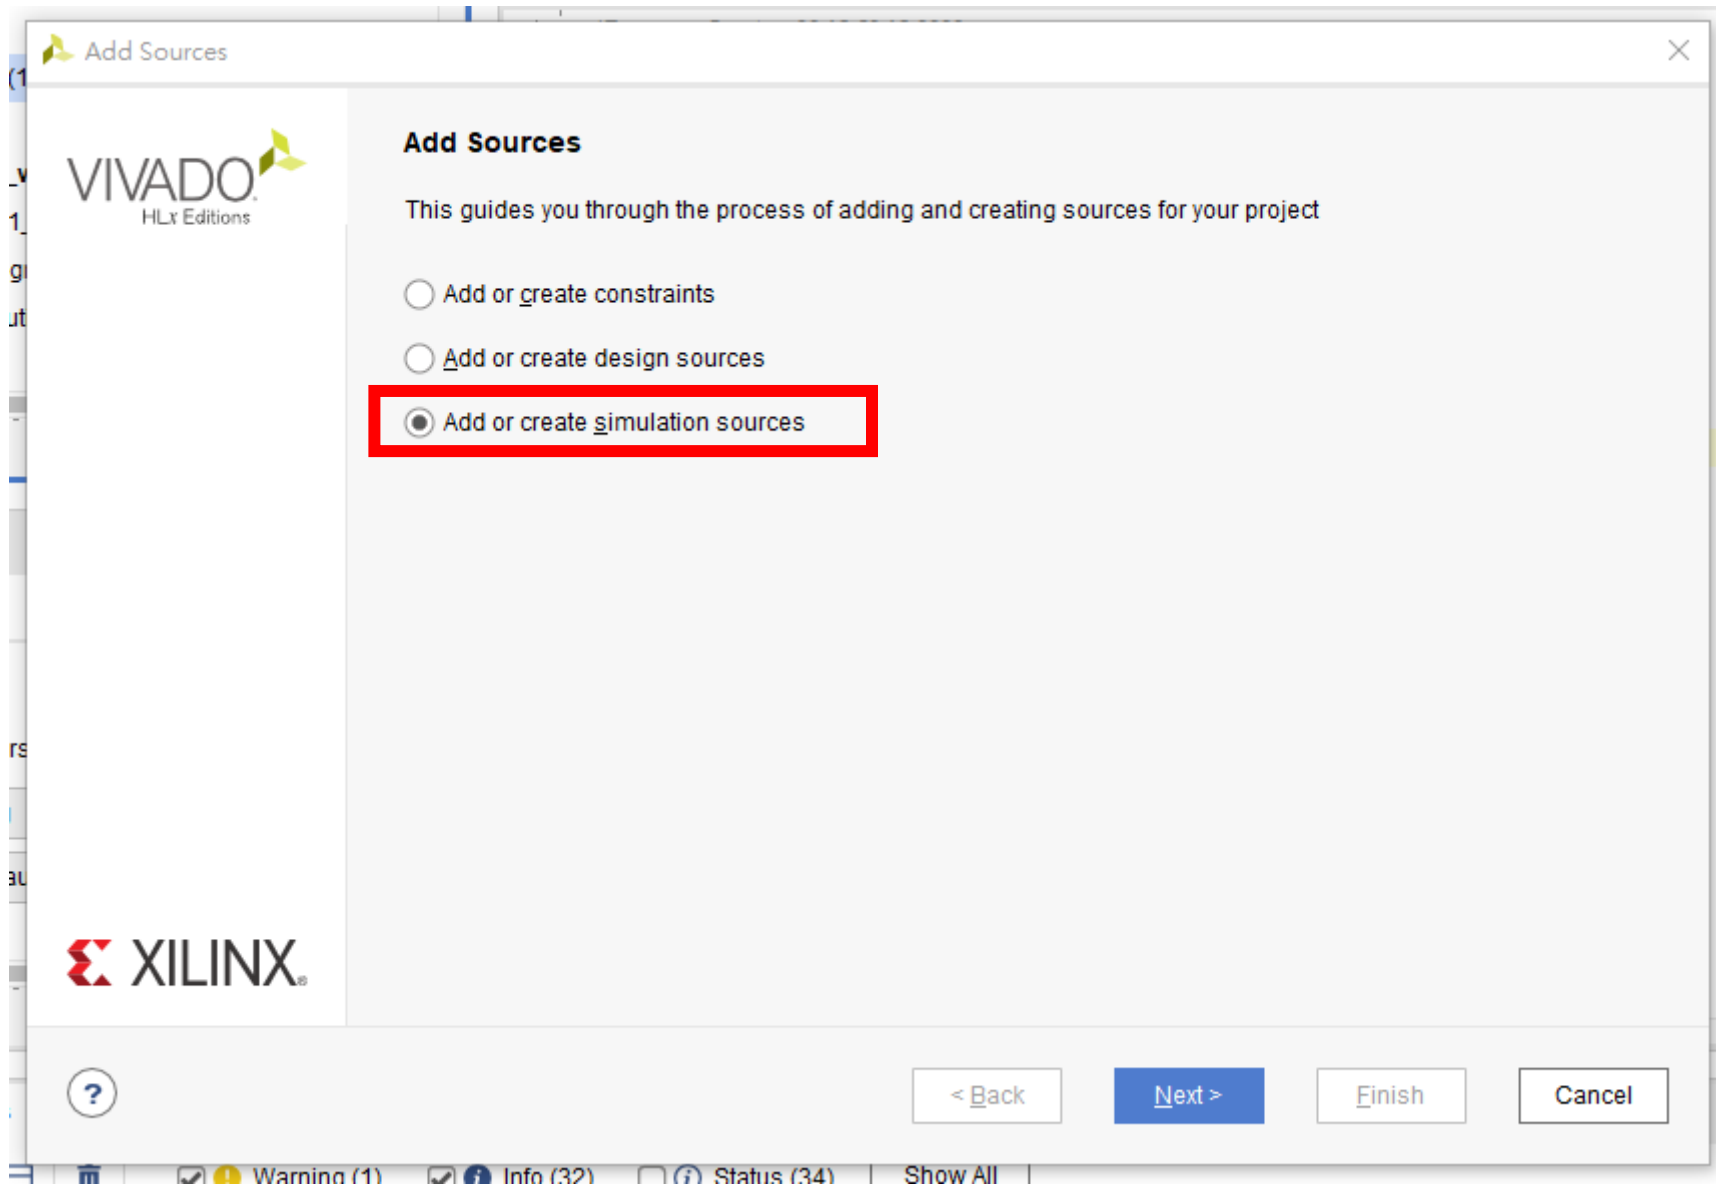 Add Sources
VIVADO
HLx Editions
Add Sources
This guides you through the process of adding and creating sources for your project
Add or create constraints
Add or create design sources
Add or create simulation sources
XILINX
?
< Back
Next >
Finish
Cancel
Warning (1)
Info (32)
Status (34)
Show All